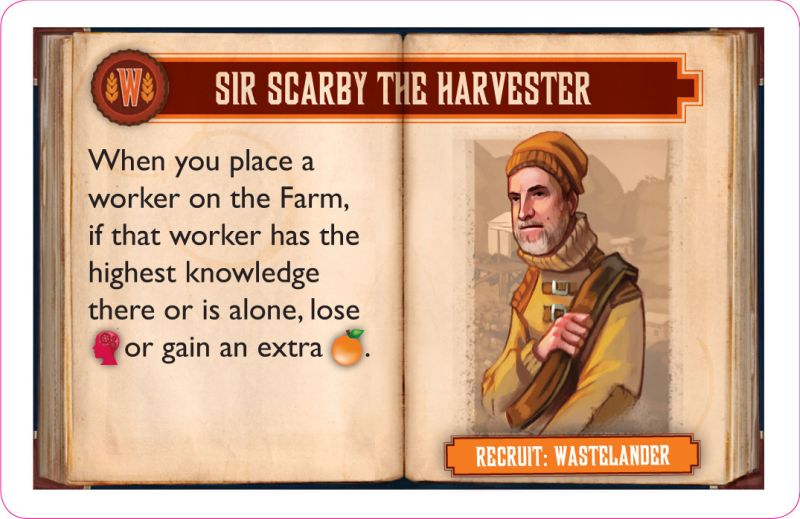 W
SIR SCARBY THE HARVESTER
When you place a
worker on the Farm,
if that worker has the
highest knowledge
there or is alone, lose
or gain an extra .
RECRUIT: WASTELANDER